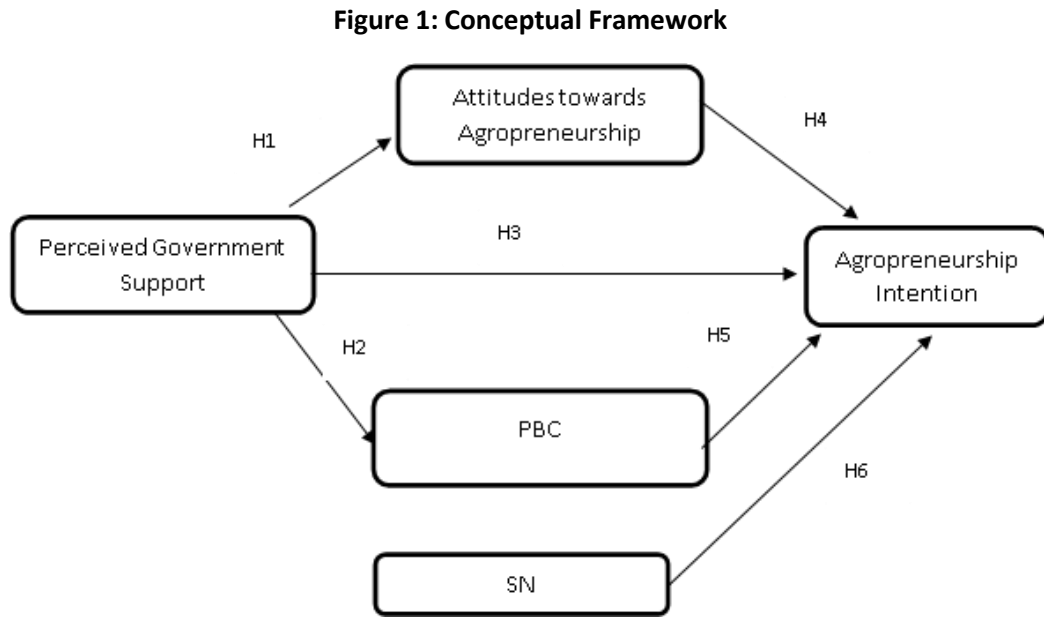 Figure 1: Conceptual Framework
Attitudes towards
Agropreneurship
H1
H4
H3
Perceived Government
Support
Agropreneurship
Intention
H2
H5
PBC
H6
SN